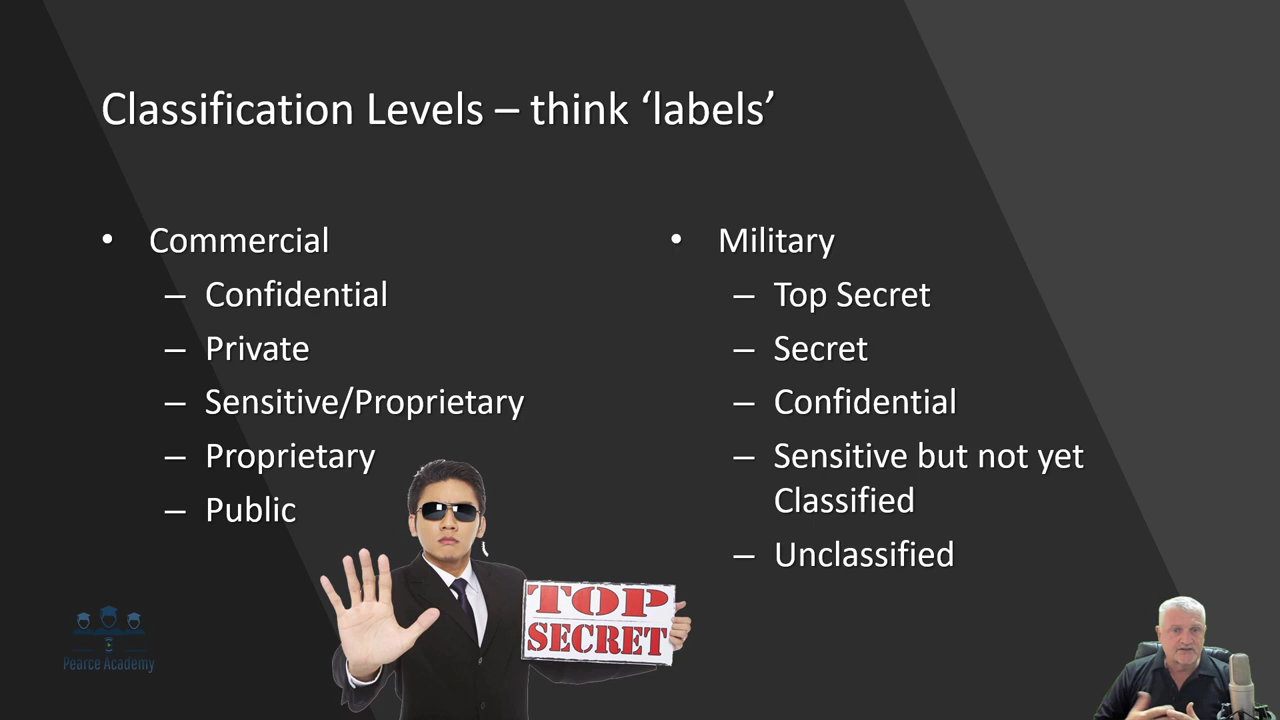 Classification Levels – think ‘labels’
• Commercial
– Confidential
– Private
– Sensitive/Proprietary
– Proprietary
– Public
• Military
– Top Secret
– Secret
– Confidential
– Sensitive but not yet
Classified
– Unclassified
TOP
SECRET
Pearce Academy